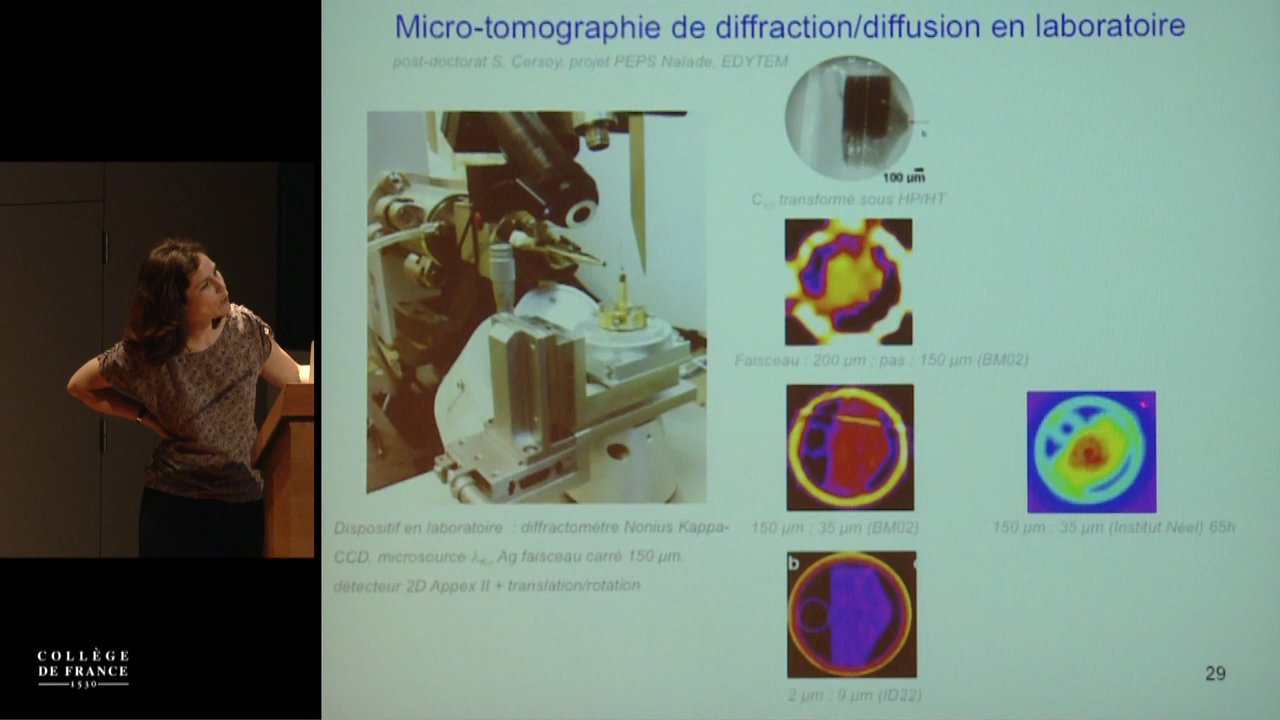 Micro-tomographie de diffraction/diffusion en laboratoire
post-doctorat S. Cersoy, projet PEPS Naïade, EDYTEM
100 µm
C60 transformé sous HP/HT
Faisceau : 200 µm ; pas : 150 µm (BM02)
Dispositif en laboratoire : diffractomètre Nonius Kappa-
CCD, microsource λ Ag faisceau carré 150 µm,
détecteur 2D Appex II + translation/rotation
150 µm ; 35 µm (BM02)
150 µm ; 35 µm (Institut Néel) 65h
b
2 µm ; 9 µm (ID22)
29
COLLÈGE
DE FRANCE
1530